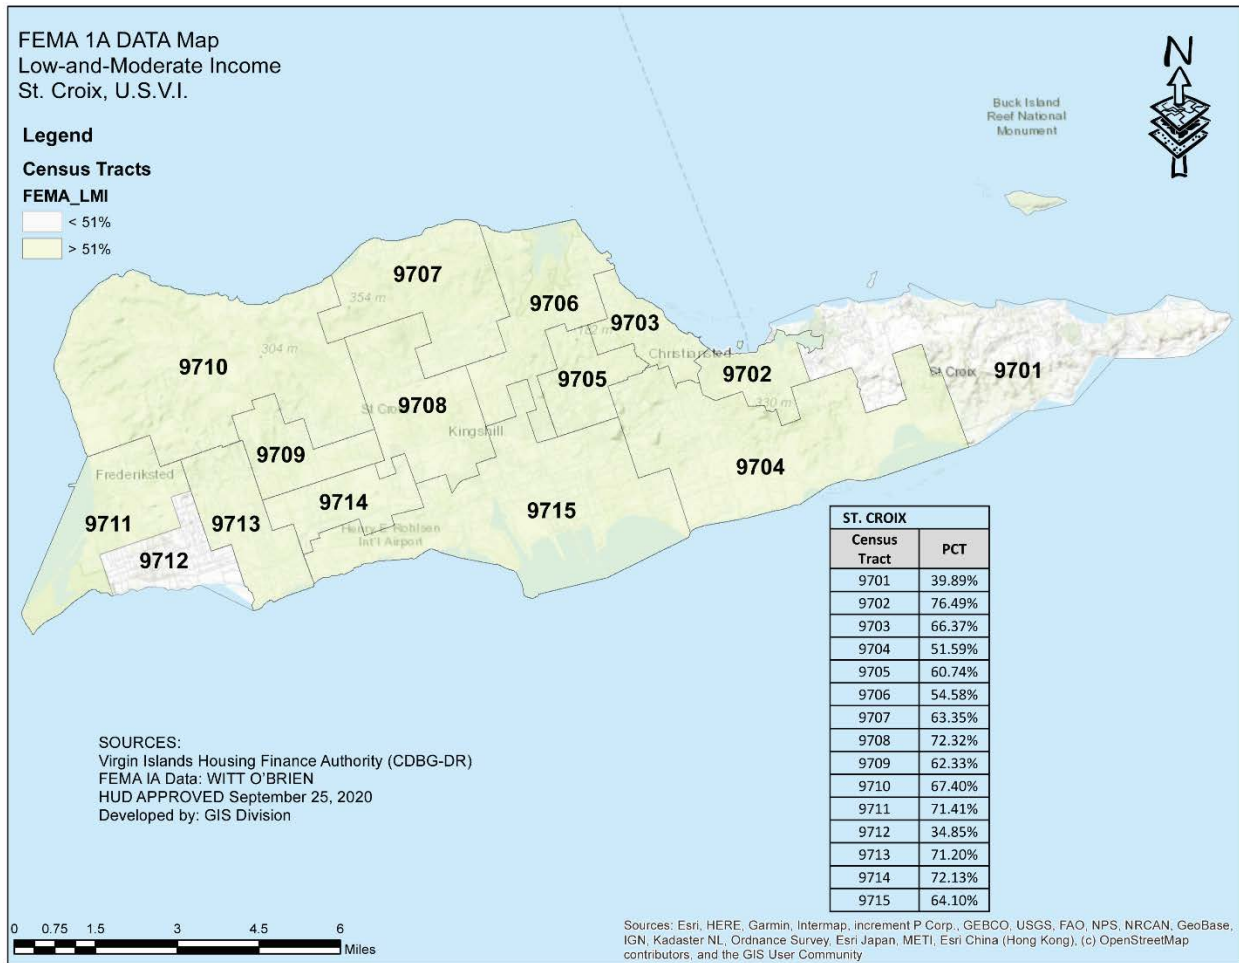 FEMA 1A DATA Map
Low-and-Moderate Income
St. Croix, U.S.V.I.
Legend
Census Tracts
FEMA_LMI
< 51%
> 51%
N
Buck Island
Reef National
Monument
9707
354 m
9706
182 m
9703
9710
304 m
Christiansted
9702
9705
St Croix
9701
9708
330 m
Kingshill
9709
9704
Frederiksted
9714
9711
9713
9715
Henry E Rohlsen
Int'l Airport
9712
ST. CROIX
Census Tract PCT
9701 39.89%
9702 76.49%
9703 66.37%
9704 51.59%
9705 60.74%
9706 54.58%
9707 63.35%
9708 72.32%
9709 62.33%
9710 67.40%
9711 71.41%
9712 34.85%
9713 71.20%
9714 72.13%
9715 64.10%
SOURCES:
Virgin Islands Housing Finance Authority (CDBG-DR)
FEMA IA Data: WITT O'BRIEN
HUD APPROVED September 25, 2020
Developed by: GIS Division
0 0.75 1.5 3 4.5 6
Miles
Sources: Esri, HERE, Garmin, Intermap, increment P Corp., GEBCO, USGS, FAO, NPS, NRCAN, GeoBase,
IGN, Kadaster NL, Ordnance Survey, Esri Japan, METI, Esri China (Hong Kong), (c) OpenStreetMap
contributors, and the GIS User Community